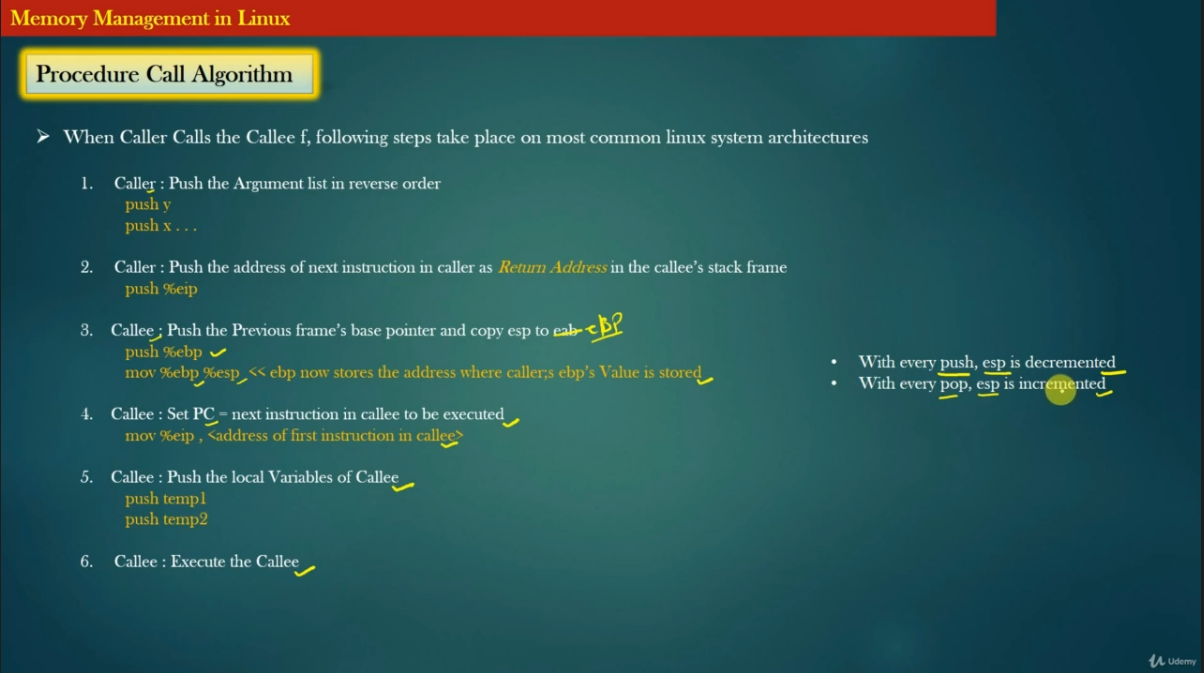 Memory Management in Linux
Procedure Call Algorithm
➤ When Caller Calls the Callee f, following steps take place on most common linux system architectures
1. Caller : Push the Argument list in reverse order
push y
push x . . .
2. Caller : Push the address of next instruction in caller as Return Address in the callee's stack frame
push %eip
3. Callee : Push the Previous frame's base pointer and copy esp to eab ebp
push %ebp
mov %ebp %esp << ebp now stores the address where caller;s ebp's Value is stored
4. Callee : Set PC = next instruction in callee to be executed
mov %eip , <address of first instruction in callee>
5. Callee : Push the local Variables of Callee
push temp1
push temp2
6. Callee : Execute the Callee
• With every push, esp is decremented
• With every pop, esp is incremented
Udemy